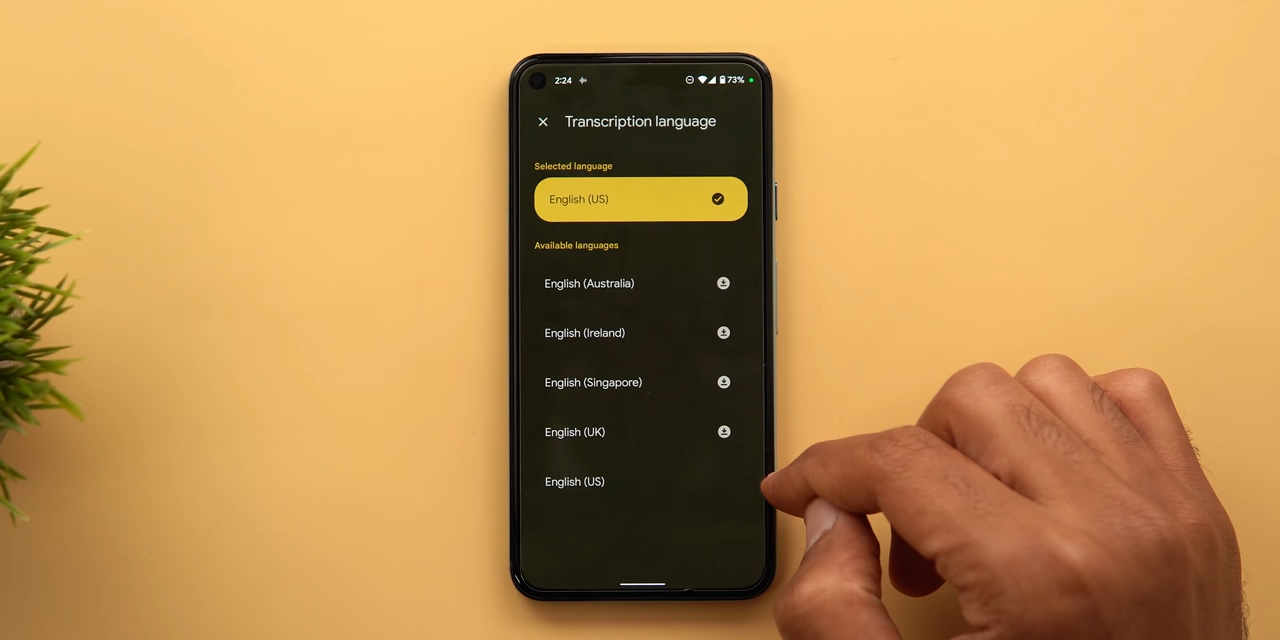 2:24 73%
Transcription language
Selected language
English (US)
Available languages
English (Australia)
English (Ireland)
English (Singapore)
English (UK)
English (US)